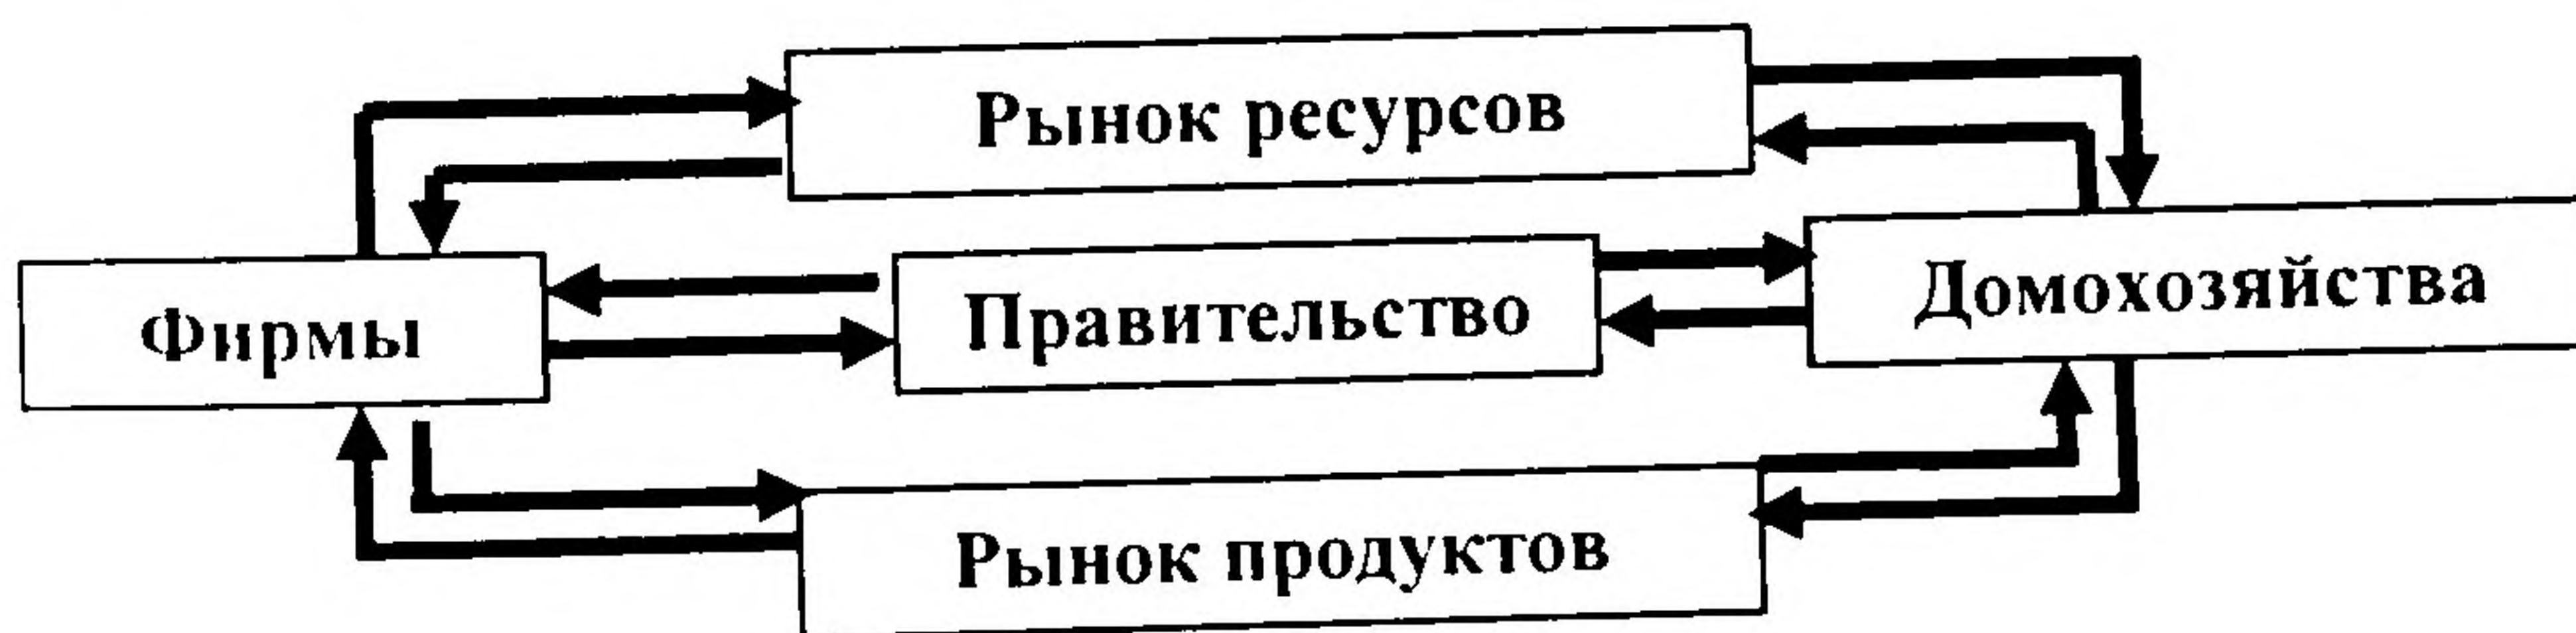 Рынок ресурсов
Фирмы
Правительство
Домохозяйства
Рынок продуктов